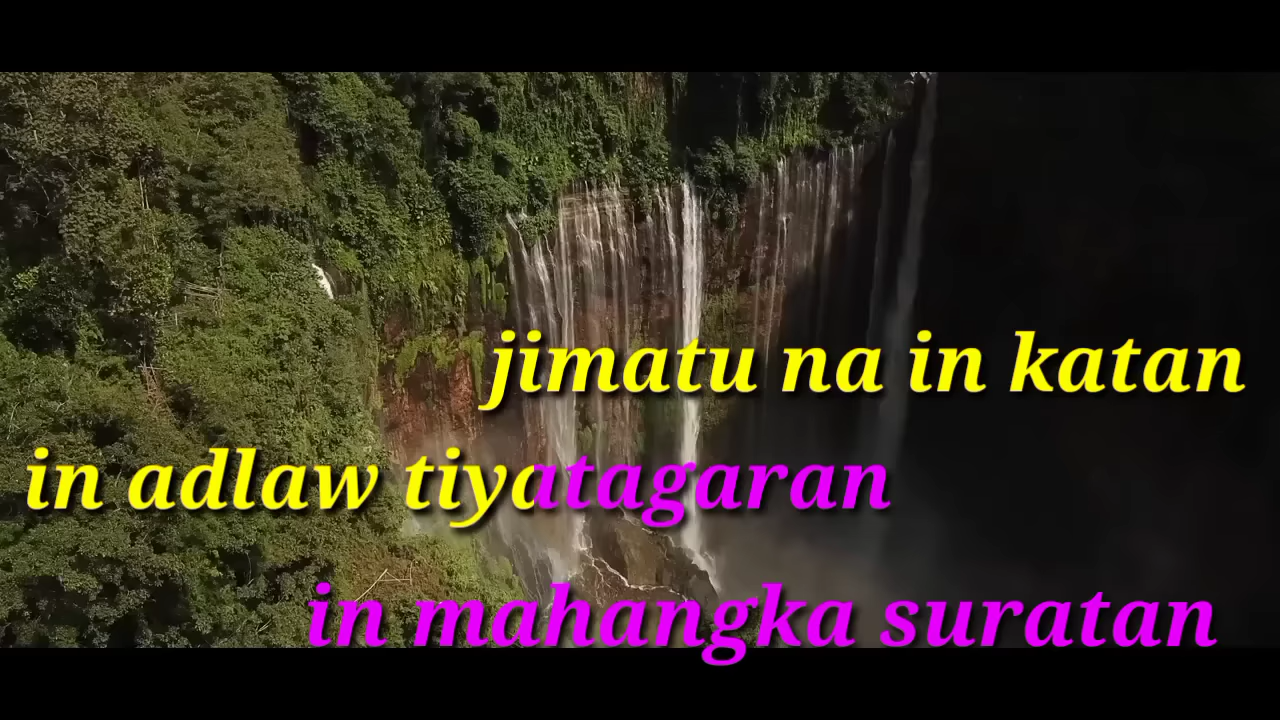 jimatu na in katan
in adlaw tiyatagaran
in mahangka suratan